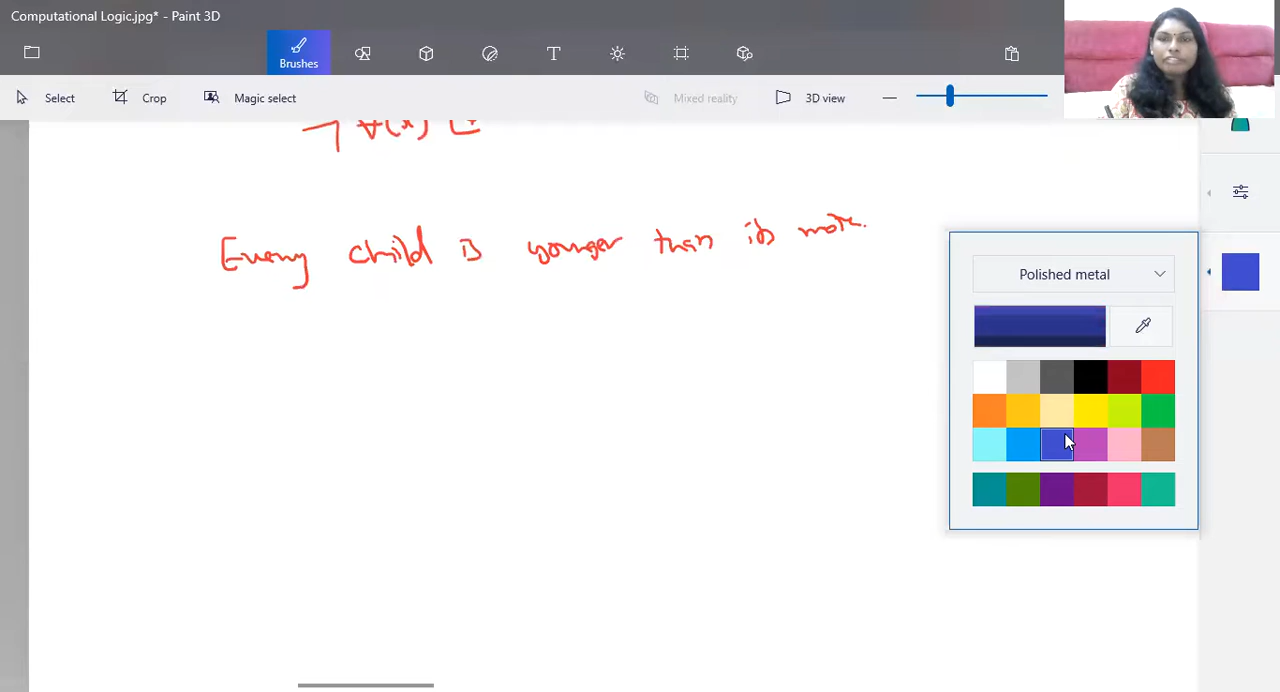 Computational Logic.jpg* - Paint 3D
Brushes
Select
Crop
Magic select
Mixed reality
3D view
¬ ∀(x) [
Every child is younger than its
Polished metal